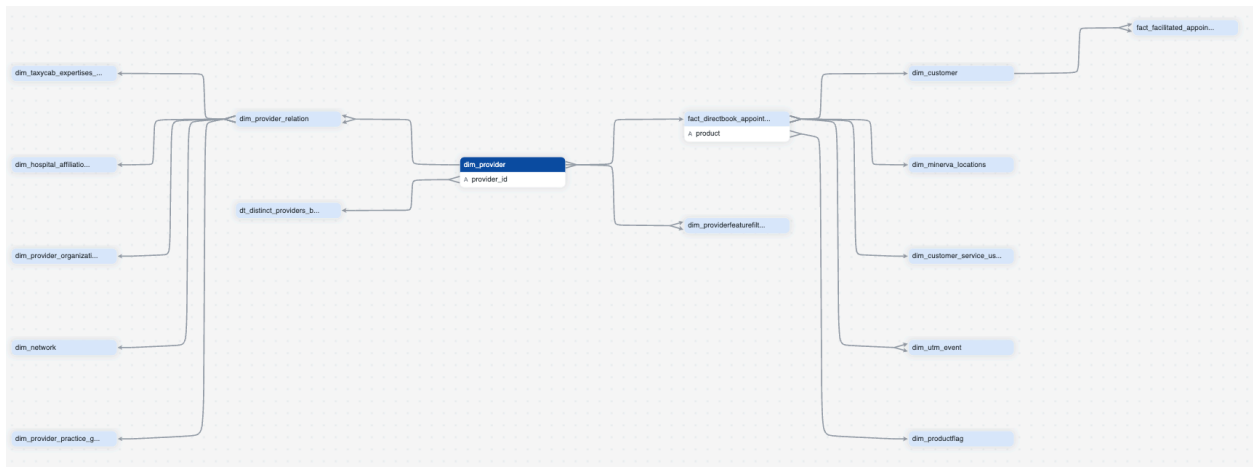 fact_facilitated_appoin...
dim_taxycab_expertises_...
dim_customer
dim_provider_relation
fact_directbook_appoint...
A product
dim_hospital_affiliatio...
dim_provider
dim_minerva_locations
A provider_id
dt_distinct_providers_b...
dim_providerfeaturefilt...
dim_provider_organizati...
dim_customer_service_us...
dim_network
dim_utm_event
dim_provider_practice_g...
dim_productflag